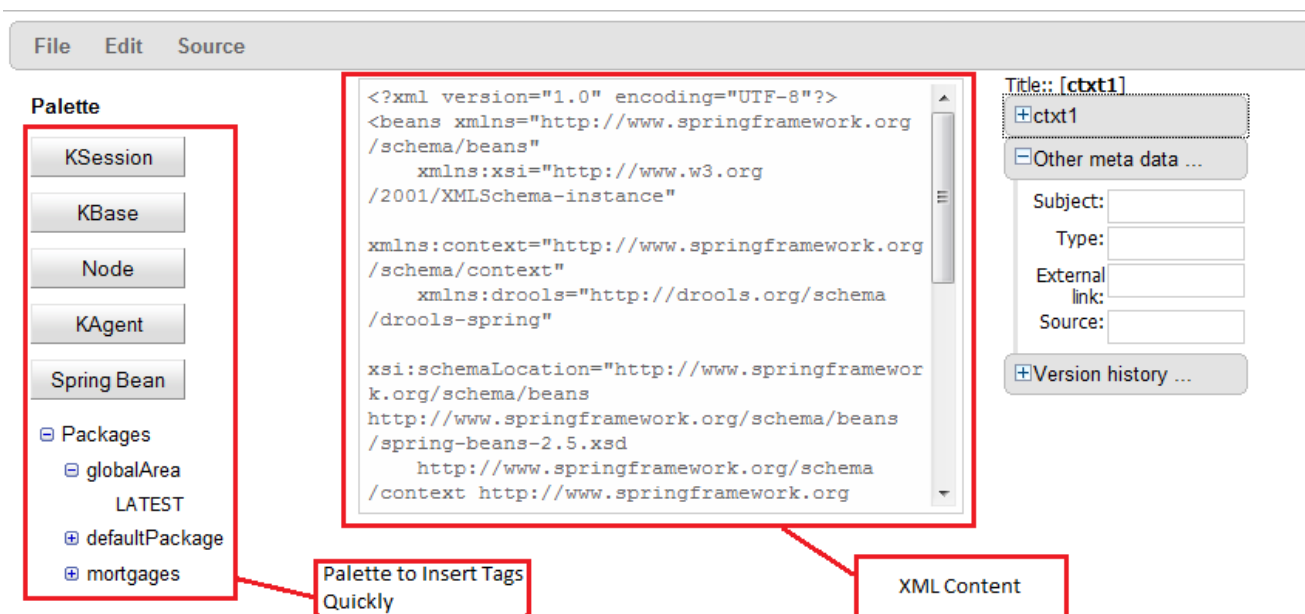 File Edit Source
Palette
KSession
KBase
Node
KAgent
Spring Bean
Packages
globalArea
LATEST
defaultPackage
mortgages
<?xml version="1.0" encoding="UTF-8"?>
<beans xmlns="http://www.springframework.org
/schema/beans"
xmlns:xsi="http://www.w3.org
/2001/XMLSchema-instance"
xmlns:context="http://www.springframework.org
/schema/context"
xmlns:drools="http://drools.org/schema
/drools-spring"
xsi:schemaLocation="http://www.springframewor
k.org/schema/beans
http://www.springframework.org/schema/beans
/spring-beans-2.5.xsd
http://www.springframework.org/schema
/context http://www.springframework.org
Title:: [ctxt1]
ctxt1
Other meta data ...
Subject:
Type:
External
link:
Source:
Version history ...
Palette to Insert Tags
Quickly
XML Content